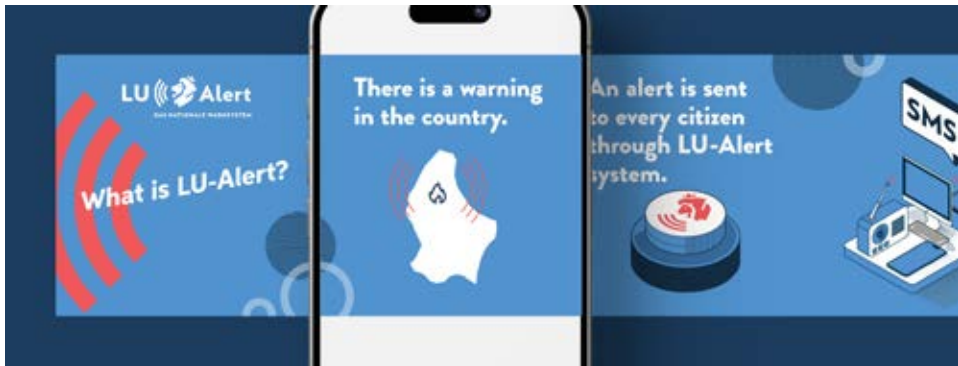 LU Alert
DAS NATIONALE WARNSYSTEM
What is LU-Alert?
There is a warning
in the country.
An alert is sent
to every citizen
through LU-Alert
system.
SMS